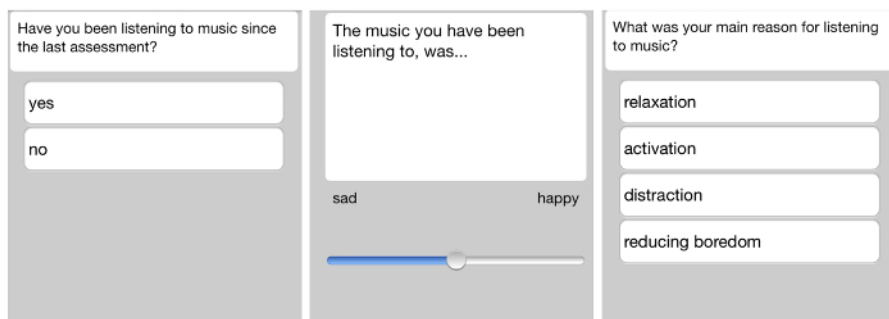 Have you been listening to music since
the last assessment?
yes
no
The music you have been
listening to, was...
sad
happy
What was your main reason for listening
to music?
relaxation
activation
distraction
reducing boredom